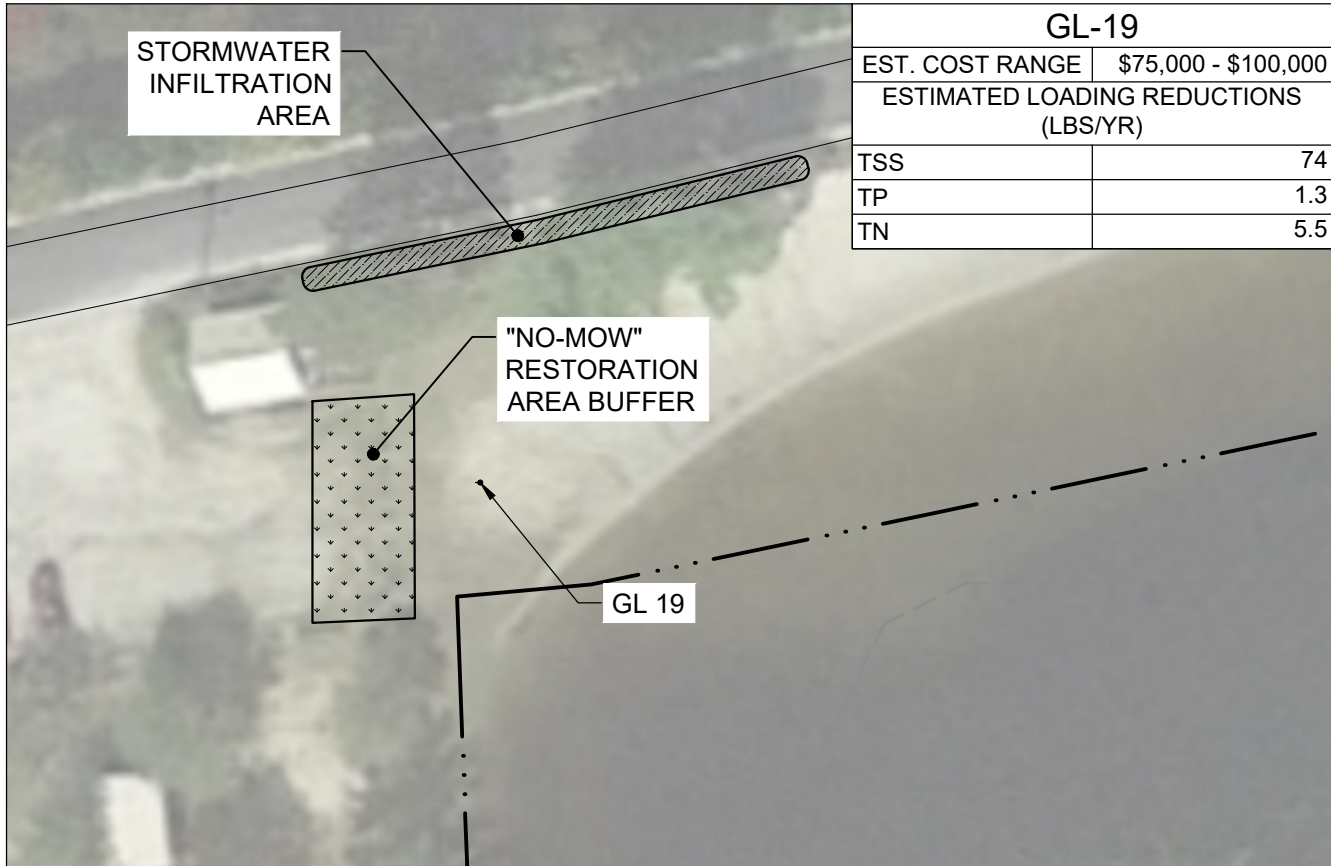 STORMWATER
INFILTRATION
AREA
GL-19
EST. COST RANGE $75,000 - $100,000
ESTIMATED LOADING REDUCTIONS
(LBS/YR)
TSS 74
TP 1.3
TN 5.5
"NO-MOW"
RESTORATION
AREA BUFFER
GL 19